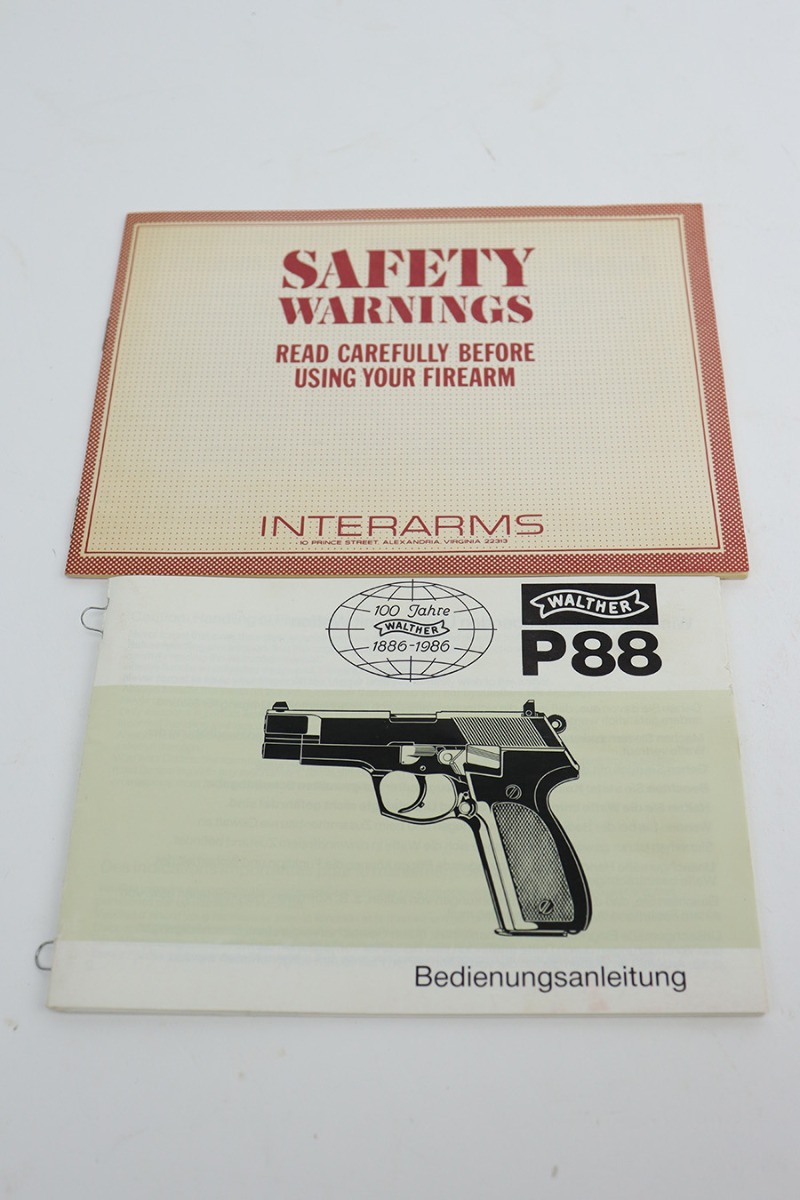 SAFETY
WARNINGS
READ CAREFULLY BEFORE
USING YOUR FIREARM
INTERARMS
10 PRINCE STREET, ALEXANDRIA, VIRGINIA 22313
100 Jahre
WALTHER
1886-1986
WALTHER
P88
Bedienungsanleitung